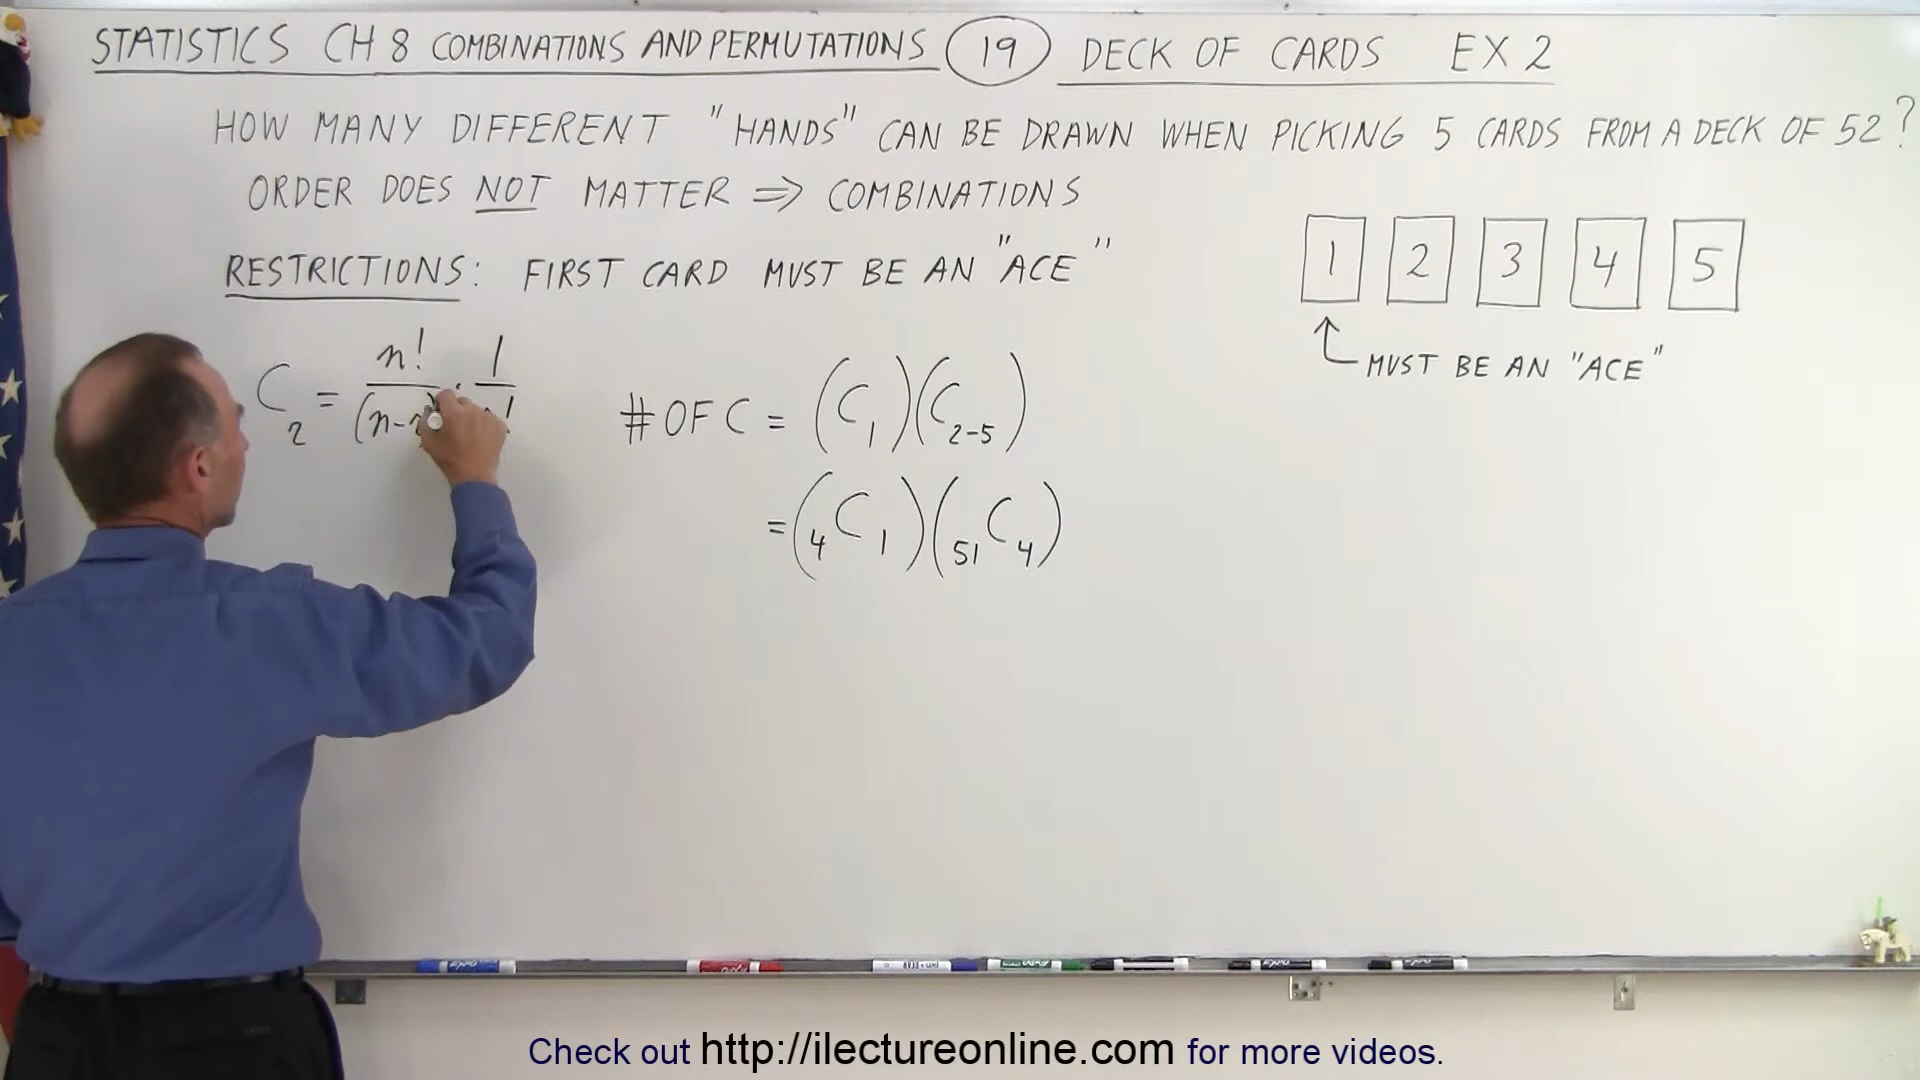 STATISTICS CH 8 COMBINATIONS AND PERMUTATIONS 19 DECK OF CARDS EX 2
HOW MANY DIFFERENT "HANDS" CAN BE DRAWN WHEN PICKING 5 CARDS FROM A DECK OF 52?
ORDER DOES NOT MATTER ⇒ COMBINATIONS
RESTRICTIONS: FIRST CARD MUST BE AN "ACE"
1 2 3 4 5
MUST BE AN "ACE"
n! 1
C =
# OF C = (C₁)(C₂₋₅)
= (₄C₁)(₅₁C₄)
Check out http://ilectureonline.com for more videos.